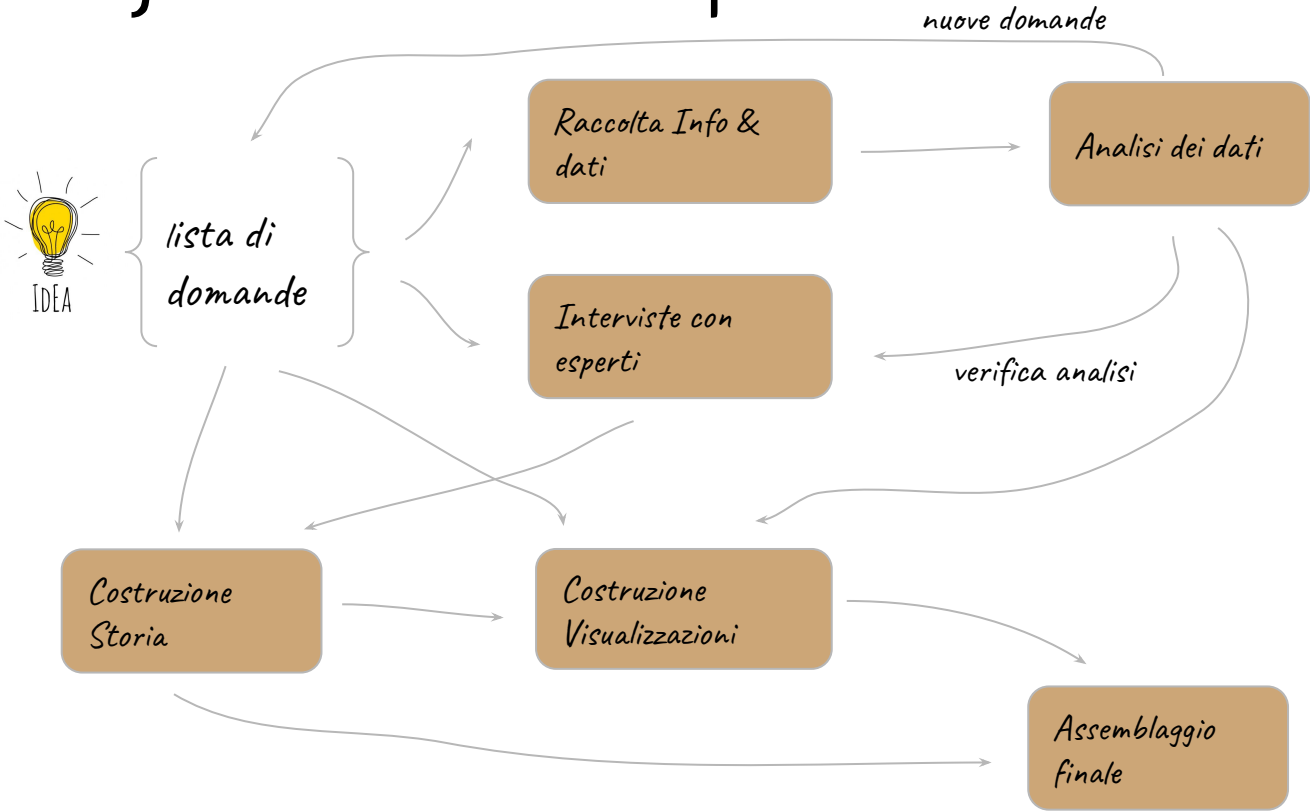 nuove domande
Raccolta Info &
dati
Analisi dei dati
IDEA
lista di
domande
Interviste con
esperti
verifica analisi
Costruzione
Storia
Costruzione
Visualizzazioni
Assemblaggio
finale